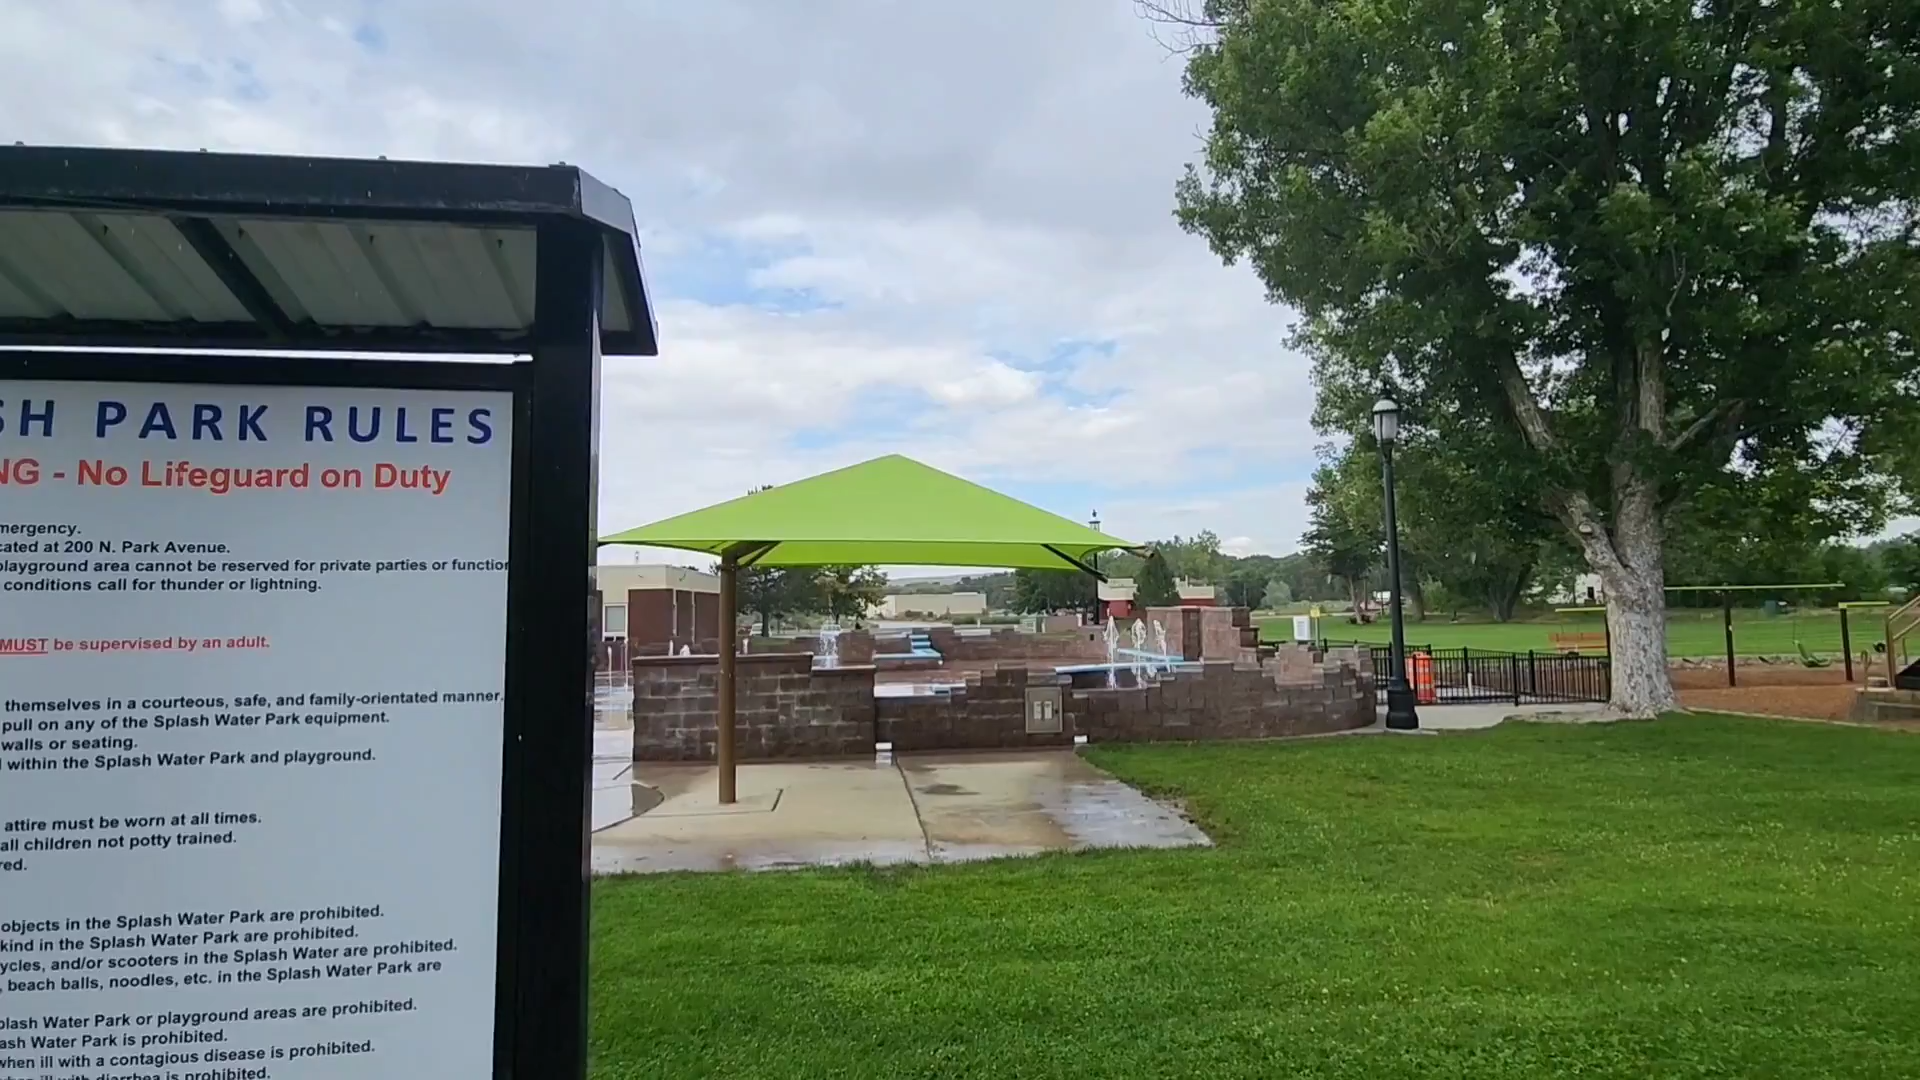 SH PARK RULES
NG - No Lifeguard on Duty
mergency.
cated at 200 N. Park Avenue.
playground area cannot be reserved for private parties or function
conditions call for thunder or lightning.
MUST be supervised by an adult.
themselves in a courteous, safe, and family-orientated manner.
pull on any of the Splash Water Park equipment.
walls or seating.
within the Splash Water Park and playground.
attire must be worn at all times.
all children not potty trained.
red.
objects in the Splash Water Park are prohibited.
kind in the Splash Water Park are prohibited.
ycles, and/or scooters in the Splash Water are prohibited.
, beach balls, noodles, etc. in the Splash Water Park are
plash Water Park or playground areas are prohibited.
ash Water Park is prohibited.
when ill with a contagious disease is prohibited.
when ill with diarrhea is prohibited.